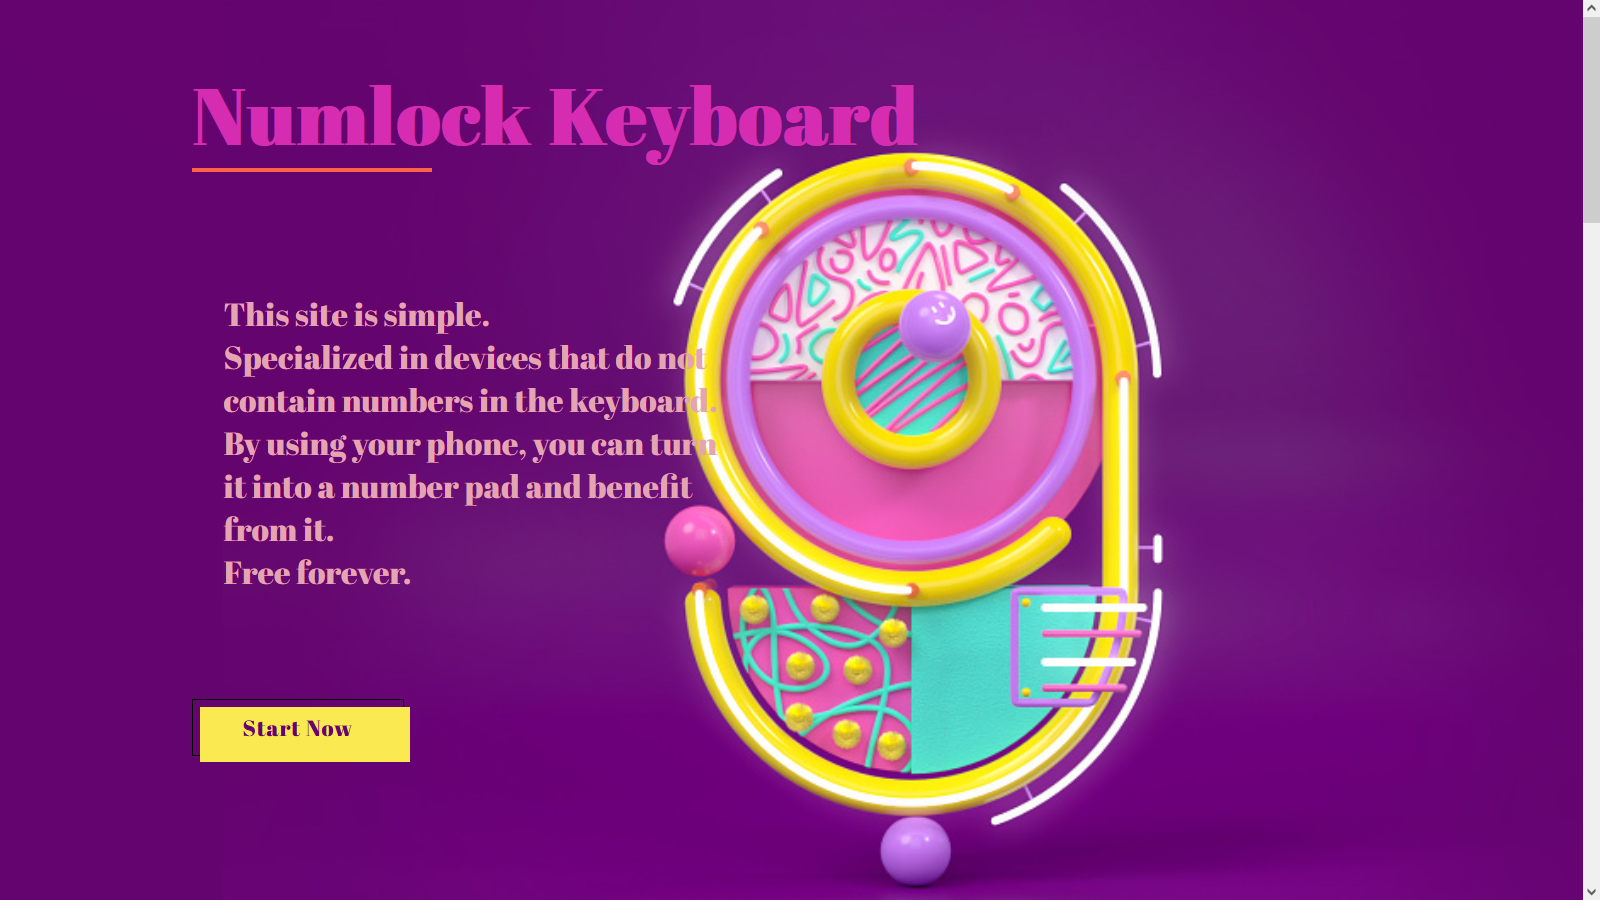 Numlock Keyboard
This site is simple.
Specialized in devices that do not
contain numbers in the keyboard.
By using your phone, you can turn
it into a number pad and benefit
from it.
Free forever.
Start Now